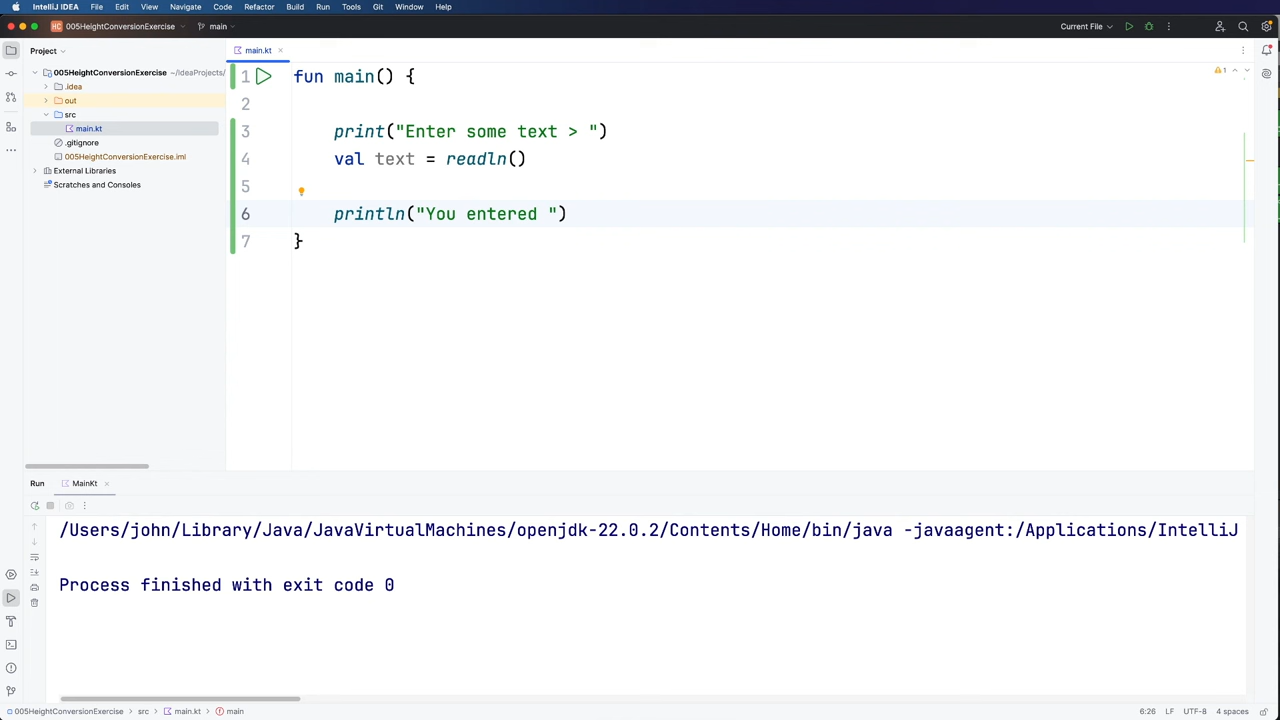 IntelliJ IDEA File Edit View Navigate Code Refactor Build Run Tools Git Window Help
HC 005HeightConversionExercise main Current File
Project
main.kt
005HeightConversionExercise ~/IdeaProjects/
.idea
out
src
main.kt
.gitignore
005HeightConversionExercise.iml
External Libraries
Scratches and Consoles
1 fun main() {
2
3 print("Enter some text > ")
4 val text = readln()
5
6 println("You entered ")
7 }
1
Run MainKt
/Users/john/Library/Java/JavaVirtualMachines/openjdk-22.0.2/Contents/Home/bin/java -javaagent:/Applications/IntelliJ
Process finished with exit code 0
005HeightConversionExercise > src > main.kt > main 6:26 LF UTF-8 4 spaces